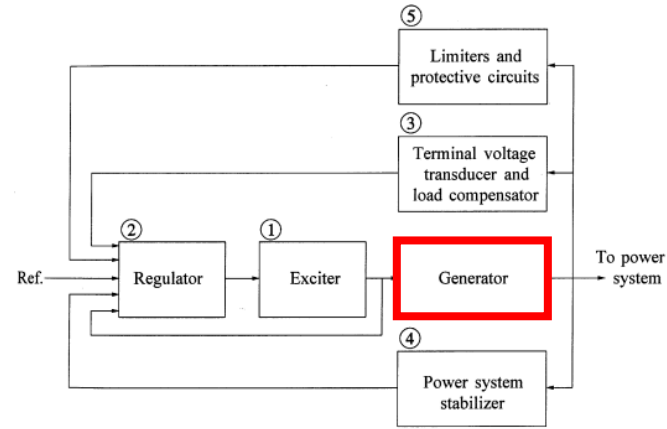 ⑤
Limiters and
protective circuits
③
Terminal voltage
transducer and
load compensator
②
①
Ref.
Regulator
Exciter
Generator
To power
system
④
Power system
stabilizer